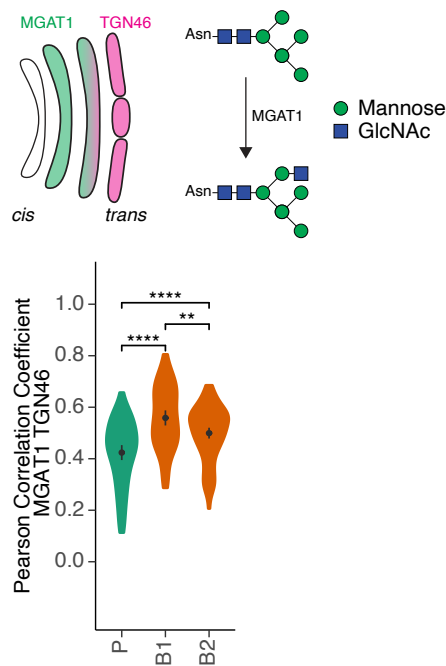 MGAT1 TGN46
cis trans
Asn
MGAT1
Asn
Mannose
GlcNAc
Pearson Correlation Coefficient
MGAT1 TGN46
1.0
0.8
0.6
0.4
0.2
0.0
****
**
****
P
B1
B2